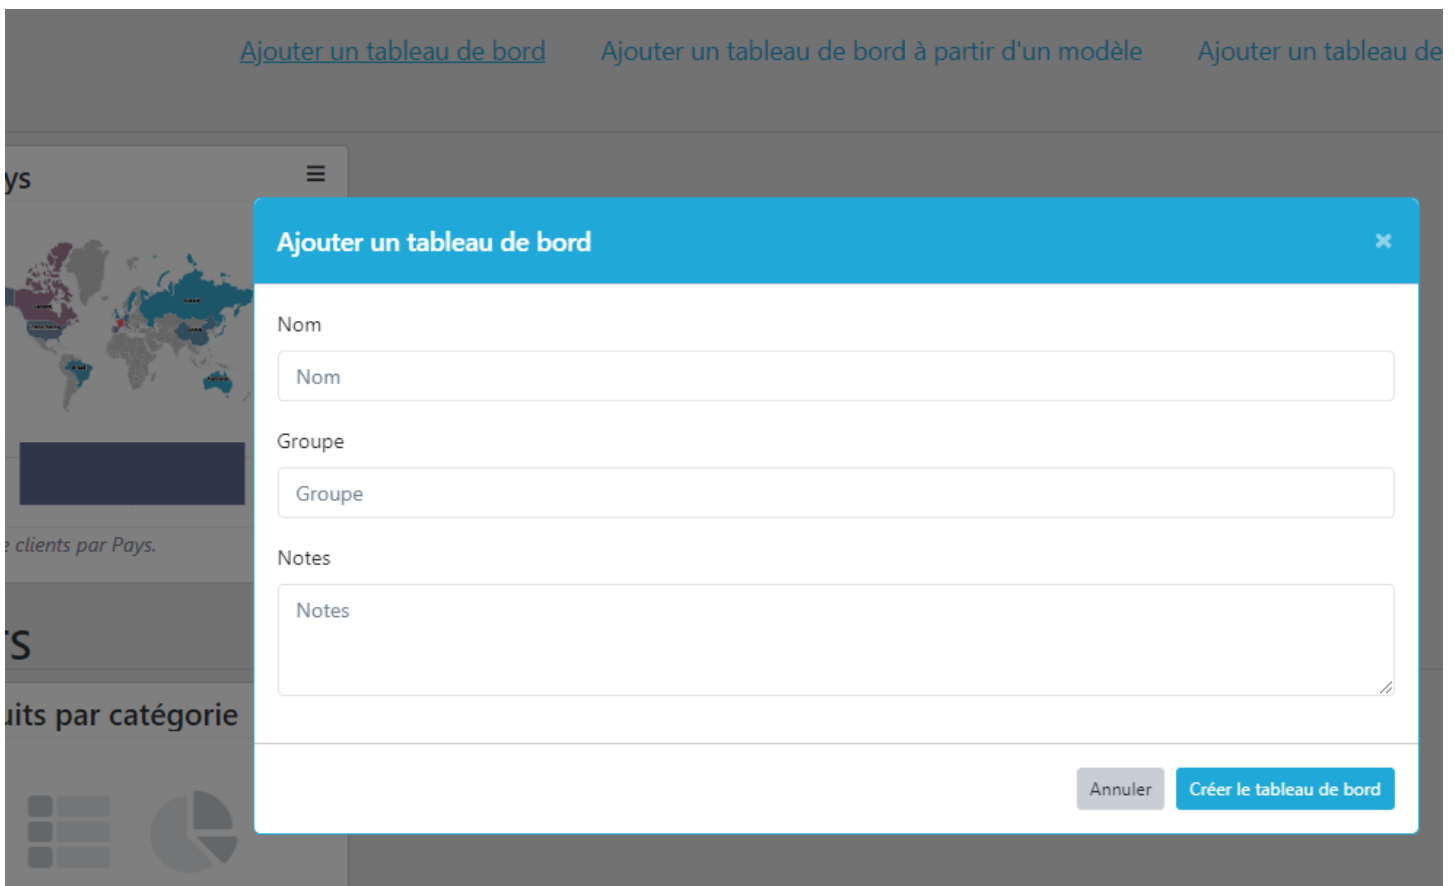 Ajouter un tableau de bord Ajouter un tableau de bord à partir d'un modèle Ajouter un tableau de
ys
Ajouter un tableau de bord
Nom
Nom
Groupe
Groupe
e clients par Pays.
Notes
Notes
rs
uits par catégorie
Annuler Créer le tableau de bord